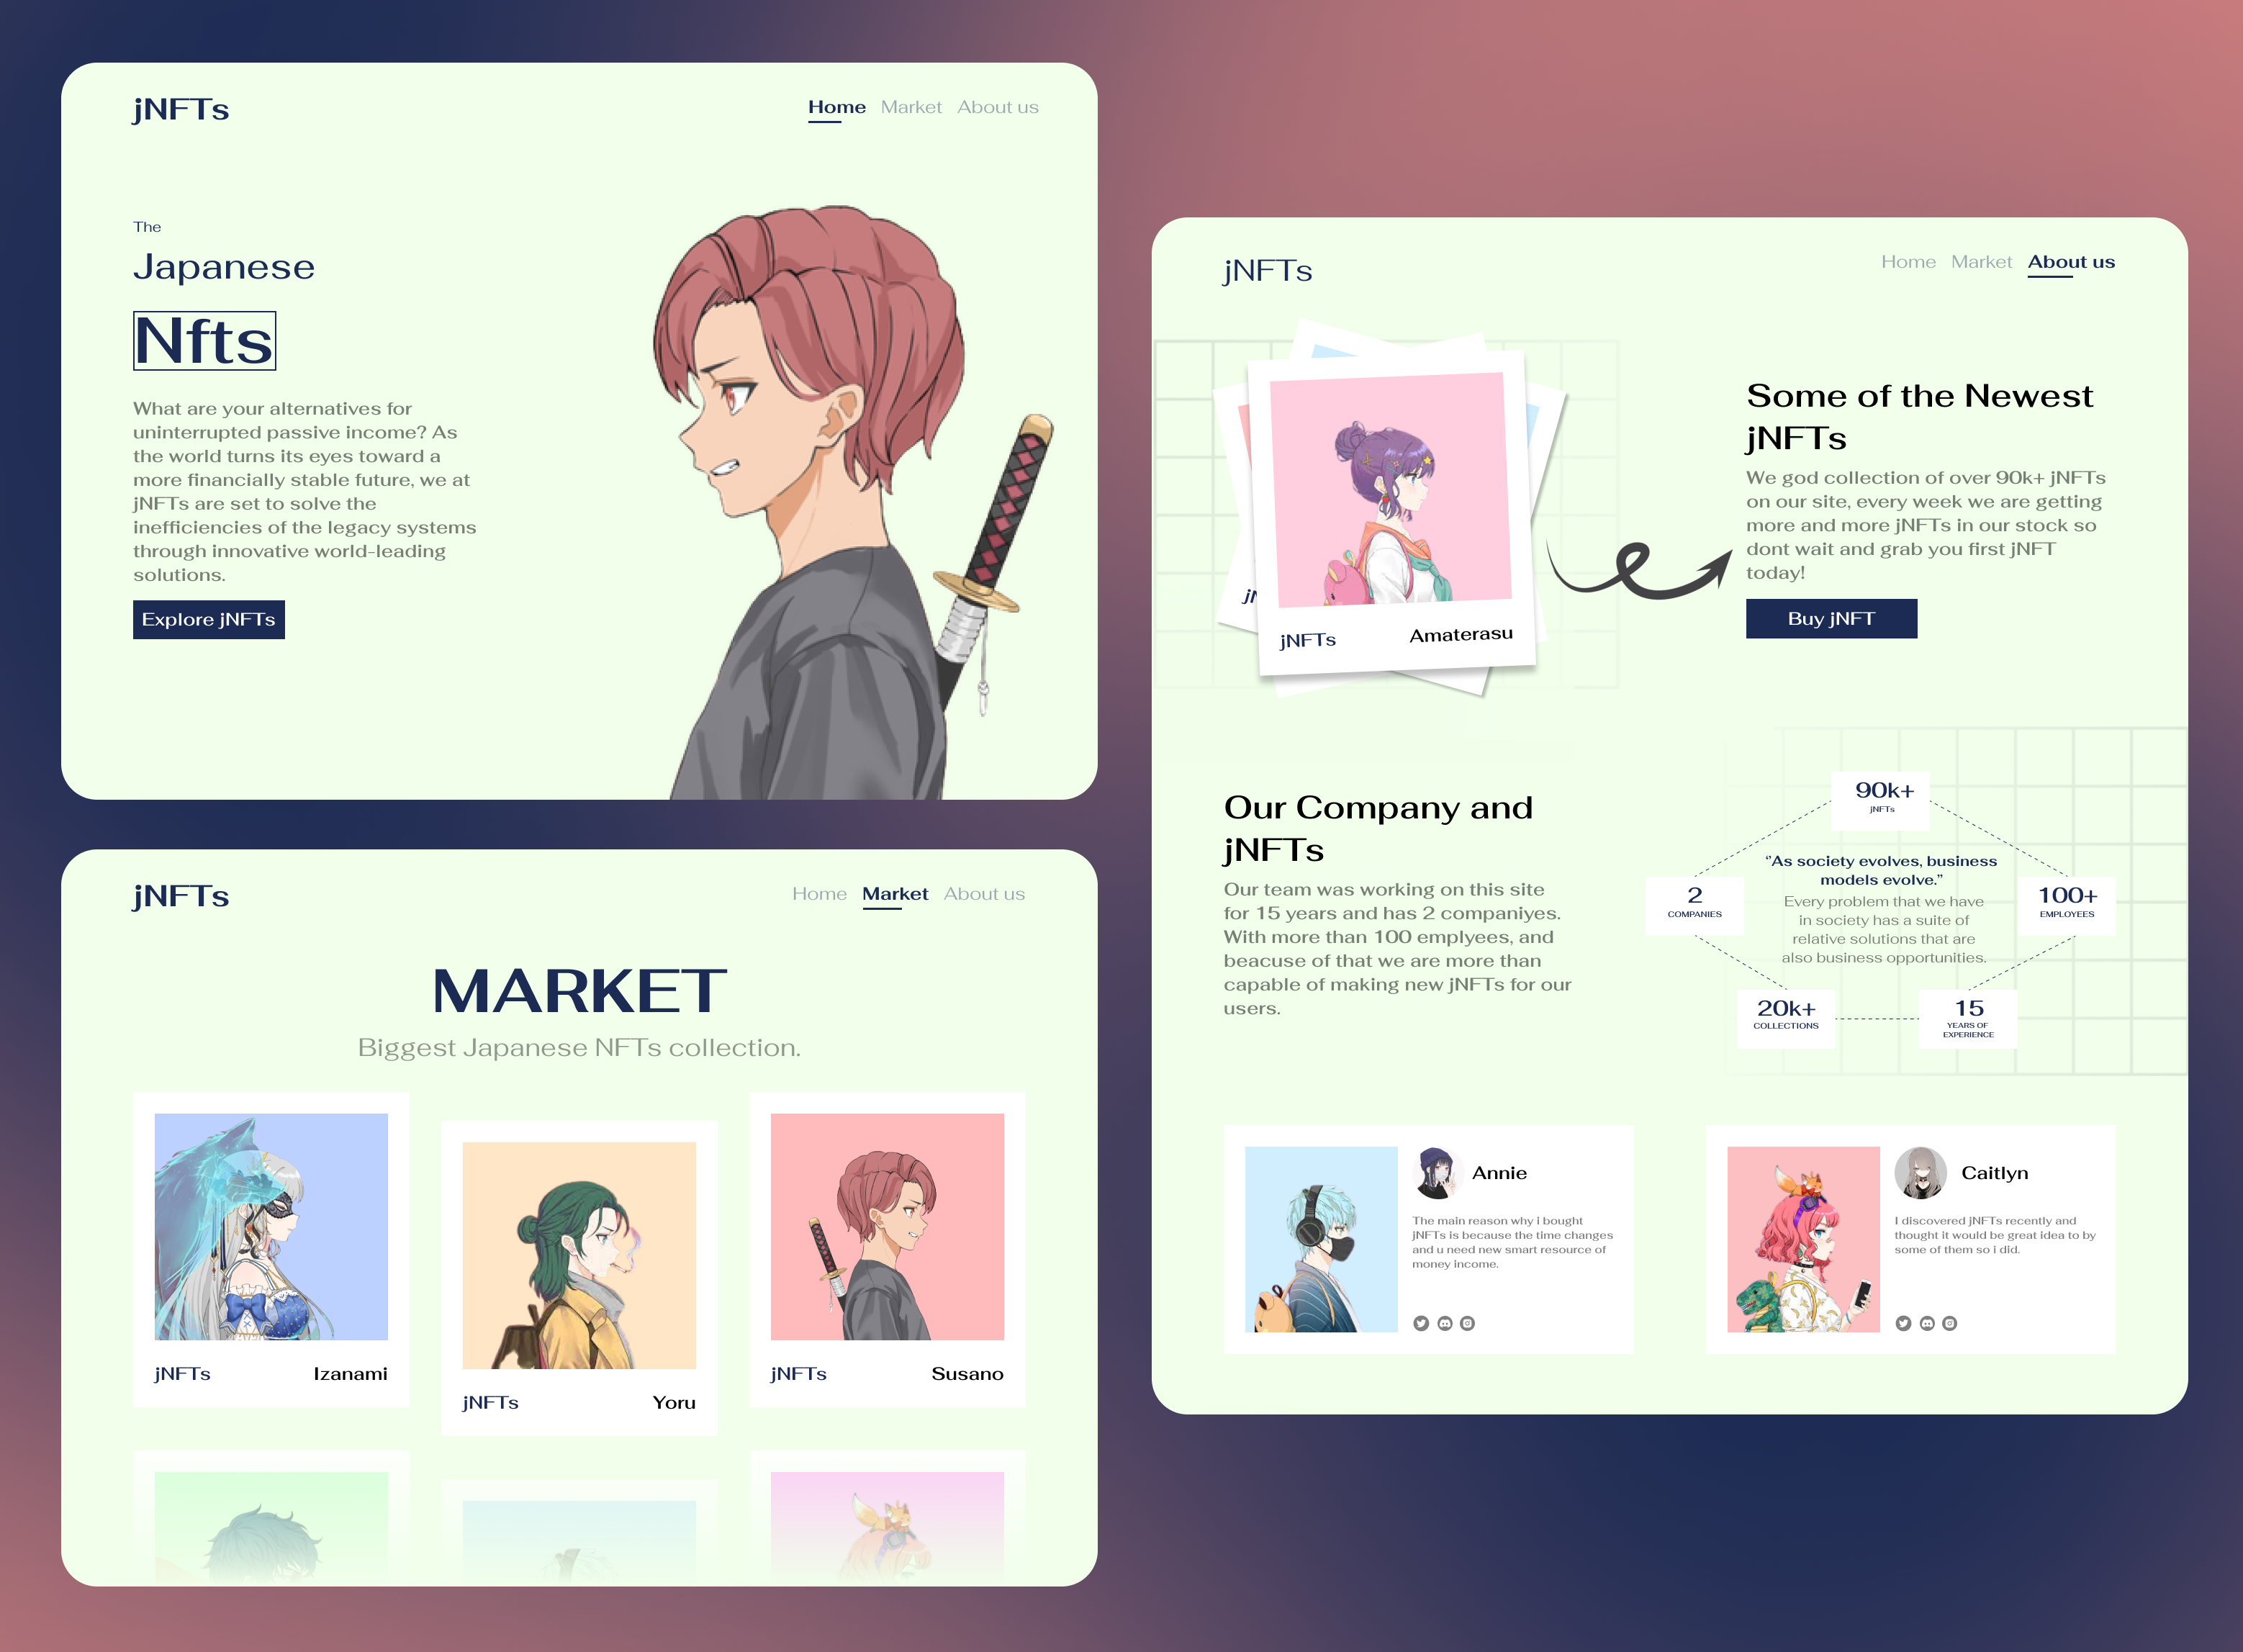 jNFTs
Home Market About us
The
Japanese
Nfts
What are your alternatives for
uninterrupted passive income? As
the world turns its eyes toward a
more financially stable future, we at
jNFTs are set to solve the
inefficiencies of the legacy systems
through innovative world-leading
solutions.
Explore jNFTs
jNFTs
Home Market About us
MARKET
Biggest Japanese NFTs collection.
jNFTs Izanami
jNFTs Yoru
jNFTs Susano
jNFTs
Home Market About us
jN
jNFTs Amaterasu
Some of the Newest
jNFTs
We god collection of over 90k+ jNFTs
on our site, every week we are getting
more and more jNFTs in our stock so
dont wait and grab you first jNFT
today!
Buy jNFT
Our Company and
jNFTs
Our team was working on this site
for 15 years and has 2 companiyes.
With more than 100 emplyees, and
beacuse of that we are more than
capable of making new jNFTs for our
users.
90k+
jNFTs
2
COMPANIES
100+
EMPLOYEES
20k+
COLLECTIONS
15
YEARS OF
EXPERIENCE
“As society evolves, business
models evolve.”
Every problem that we have
in society has a suite of
relative solutions that are
also business opportunities.
Annie
The main reason why i bought
jNFTs is because the time changes
and u need new smart resource of
money income.
Caitlyn
I discovered jNFTs recently and
thought it would be great idea to by
some of them so i did.